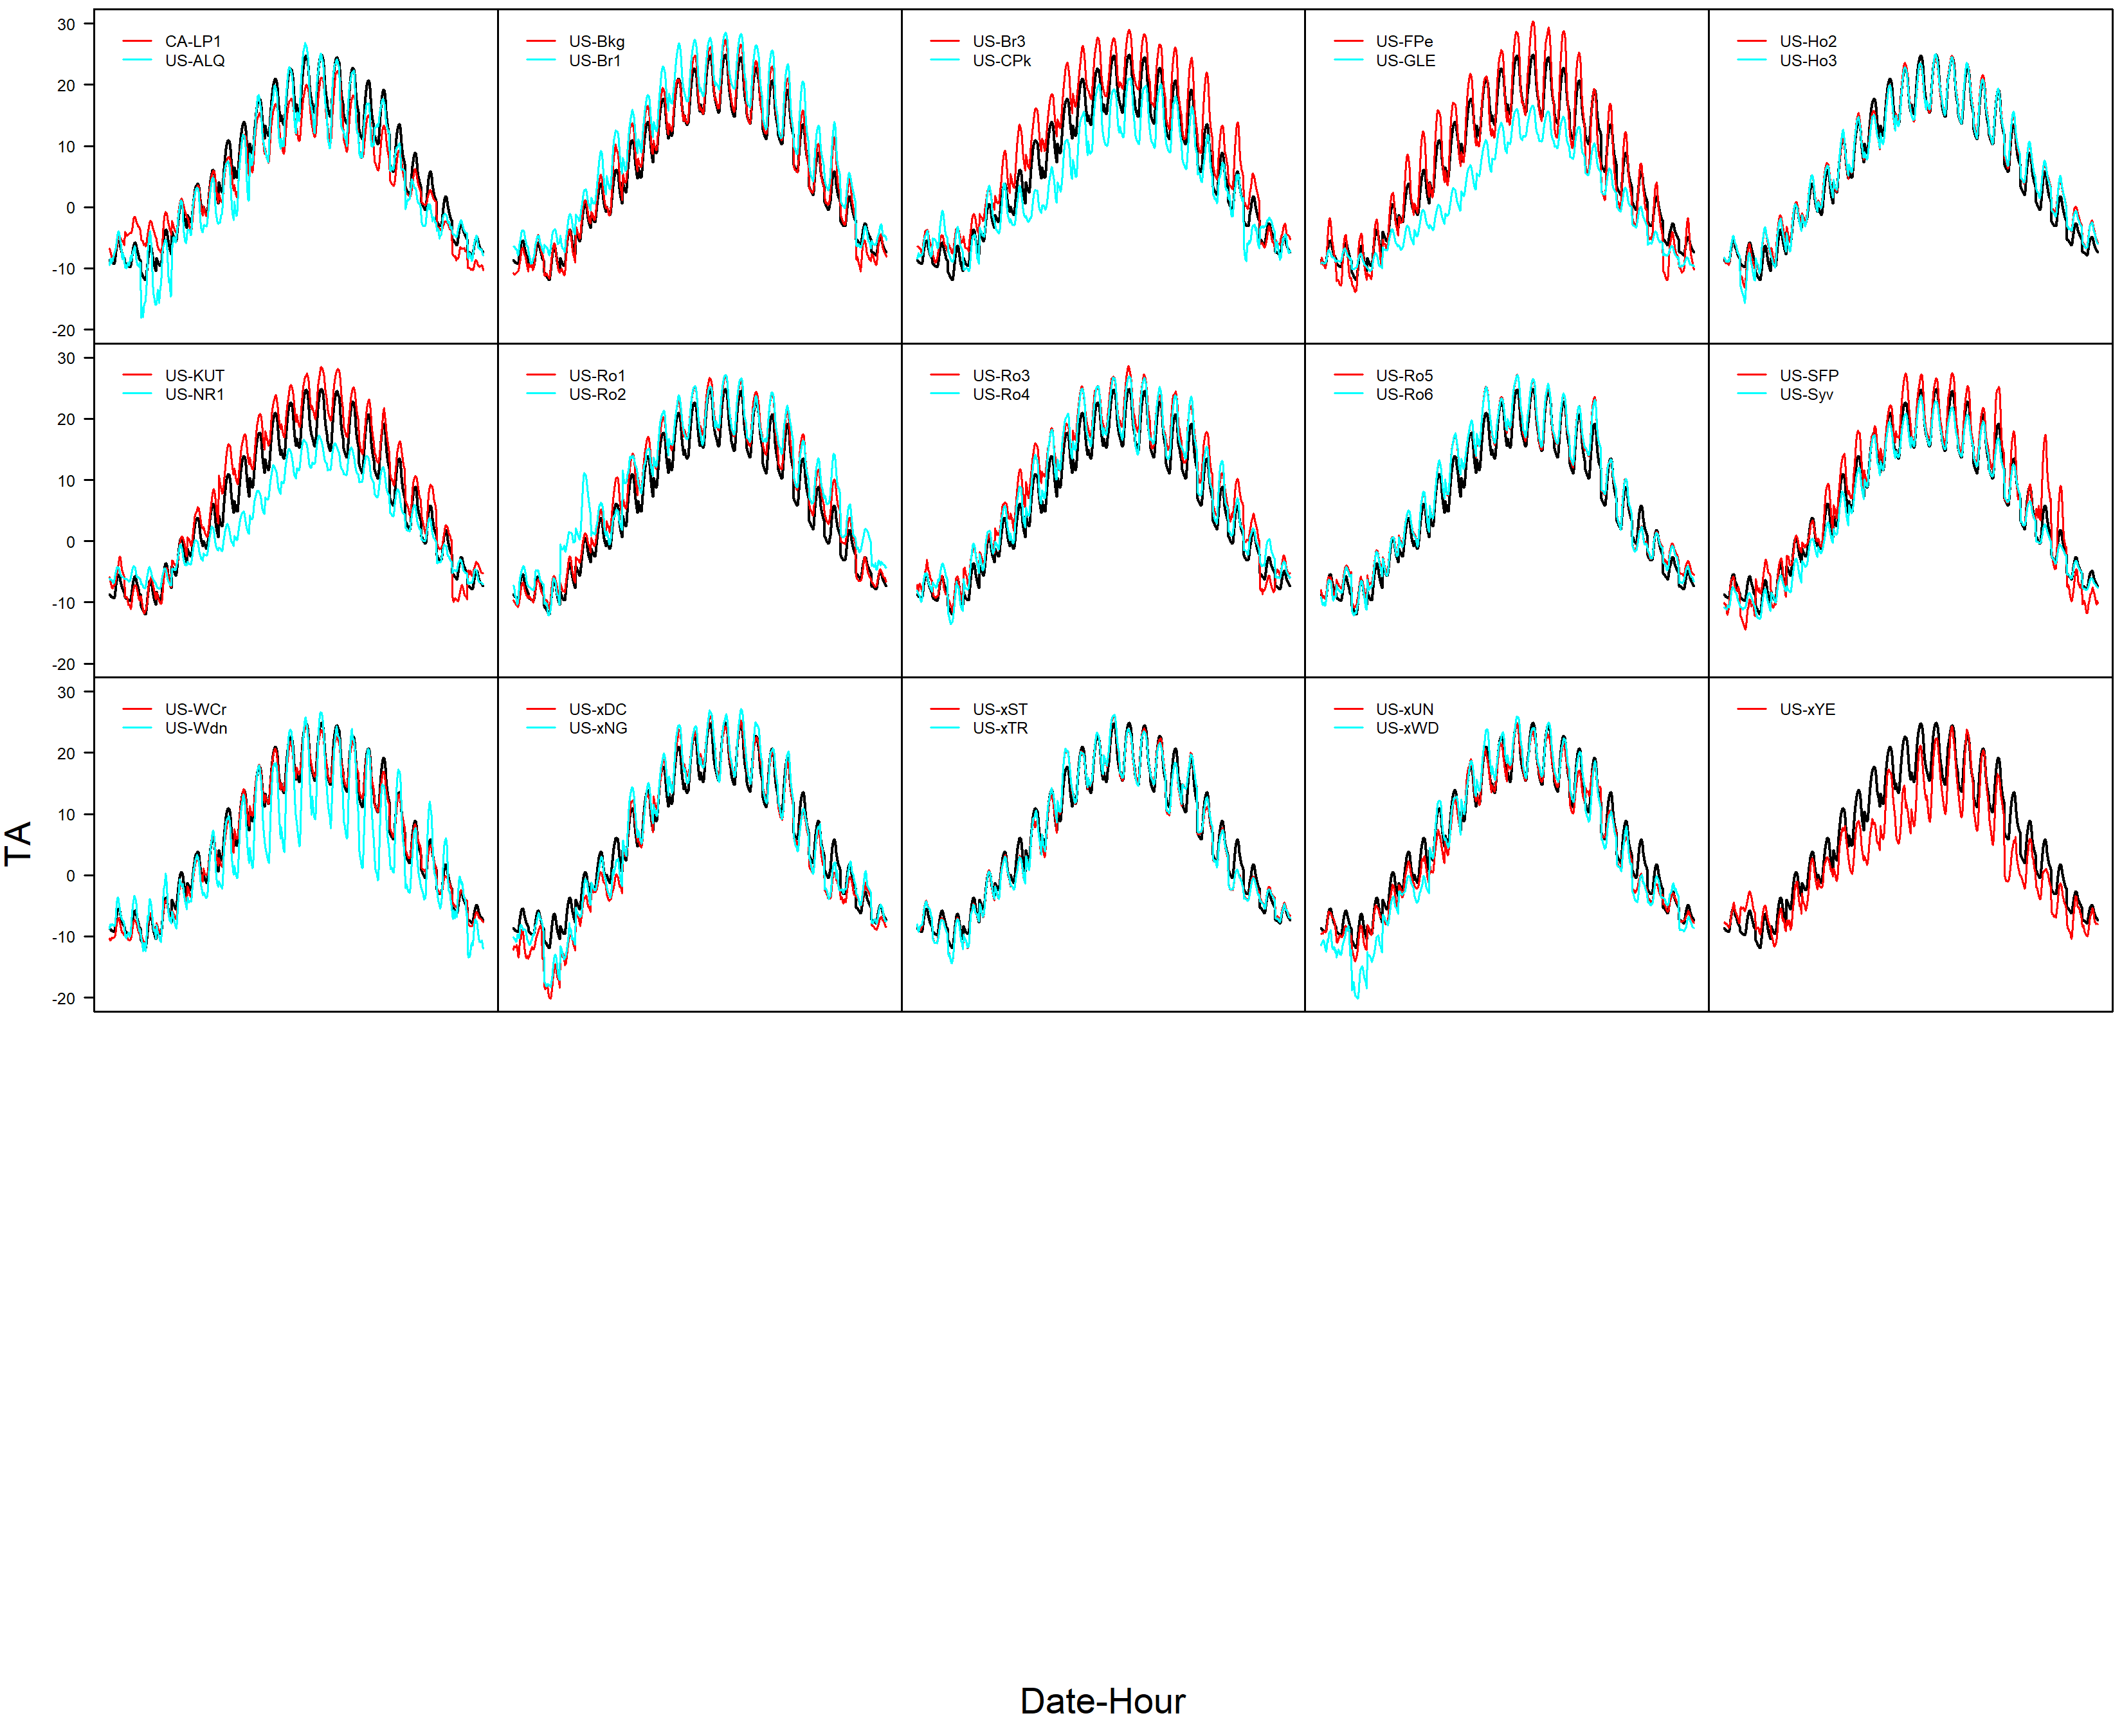 30
20
10
0
-10
-20
CA-LP1
US-ALQ
US-Bkg
US-Br1
US-Br3
US-CPk
US-FPe
US-GLE
US-Ho2
US-Ho3
30
20
10
0
-10
-20
US-KUT
US-NR1
US-Ro1
US-Ro2
US-Ro3
US-Ro4
US-Ro5
US-Ro6
US-SFP
US-Syv
30
20
10
0
-10
-20
US-WCr
US-Wdn
US-xDC
US-xNG
US-xST
US-xTR
US-xUN
US-xWD
US-xYE
TA
Date-Hour